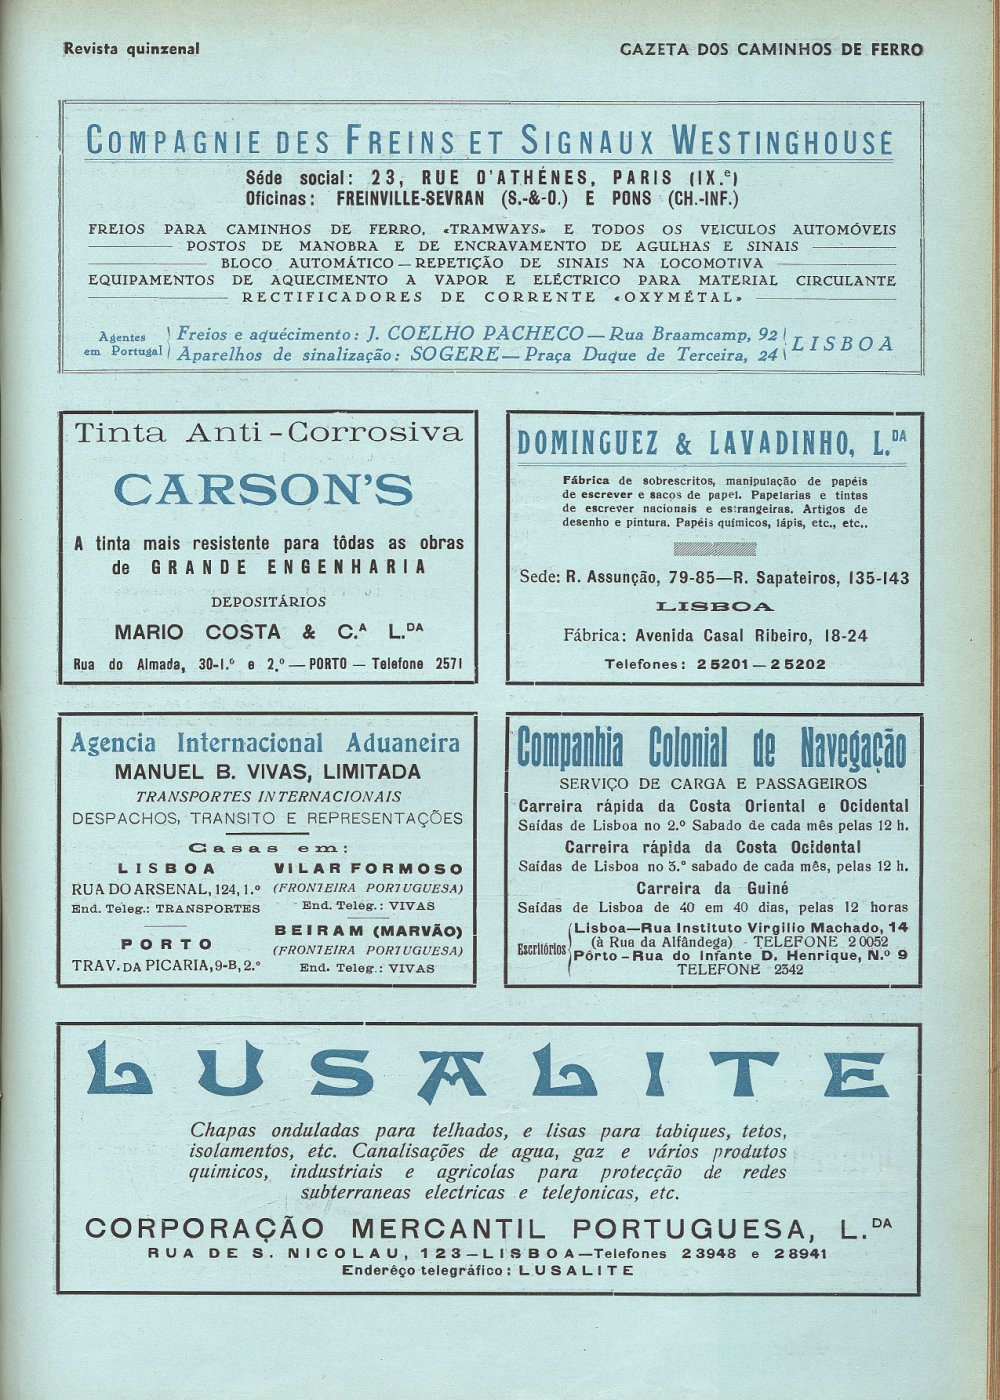 Revista quinzenal
GAZETA DOS CAMINHOS DE FERRO
COMPAGNIE DES FREINS ET SIGNAUX WESTINGHOUSE
Séde social: 23, RUE D'ATHÉNES, PARIS (IX.e)
Oficinas: FREINVILLE-SEVRAN (S.-&-O.) E PONS (CH.-INF.)
FREIOS PARA CAMINHOS DE FERRO, «TRAMWAYS» E TODOS OS VEICULOS AUTOMÓVEIS
POSTOS DE MANOBRA E DE ENCRAVAMENTO DE AGULHAS E SINAIS
BLOCO AUTOMÁTICO — REPETIÇÃO DE SINAIS NA LOCOMOTIVA
EQUIPAMENTOS DE AQUECIMENTO A VAPOR E ELÉCTRICO PARA MATERIAL CIRCULANTE
RECTIFICADORES DE CORRENTE «OXYMÉTAL»
Agentes em Portugal
Freios e aquécimento: J. COELHO PACHECO — Rua Braamcamp, 92
Aparelhos de sinalização: SOGERE — Praça Duque de Terceira, 24
LISBOA
Tinta Anti-Corrosiva
CARSON'S
A tinta mais resistente para tôdas as obras
de GRANDE ENGENHARIA
DEPOSITÁRIOS
MARIO COSTA & C.A L.DA
Rua do Almada, 30-1.º e 2.º — PORTO — Telefone 2571
DOMINGUEZ & LAVADINHO, L.DA
Fábrica de sobrescritos, manipulação de papéis
de escrever e sacos de papel. Papelarias e tintas
de escrever nacionais e estrangeiras. Artigos de
desenho e pintura. Papéis químicos, lápis, etc., etc..
Sede: R. Assunção, 79-85—R. Sapateiros, 135-143
LISBOA
Fábrica: Avenida Casal Ribeiro, 18-24
Telefones: 25201—25202
Agencia Internacional Aduaneira
MANUEL B. VIVAS, LIMITADA
TRANSPORTES INTERNACIONAIS
DESPACHOS, TRANSITO E REPRESENTAÇÕES
Casas em:
LISBOA
RUA DO ARSENAL, 124, 1.º
End. Teleg.: TRANSPORTES
PORTO
TRAV. DA PICARIA, 9-B, 2.º
VILAR FORMOSO
(FRONTEIRA PORTUGUESA)
End. Teleg.: VIVAS
BEIRAM (MARVÃO)
(FRONTEIRA PORTUGUESA)
End. Teleg.: VIVAS
Companhia Colonial de Navegação
SERVIÇO DE CARGA E PASSAGEIROS
Carreira rápida da Costa Oriental e Ocidental
Saídas de Lisboa no 2.º Sabado de cada mês pelas 12 h.
Carreira rápida da Costa Ocidental
Saídas de Lisboa no 3.º sabado de cada mês, pelas 12 h.
Carreira da Guiné
Saídas de Lisboa de 40 em 40 dias, pelas 12 horas
Escritórios
Lisboa—Rua Instituto Virgilio Machado, 14
(à Rua da Alfândega) - TELEFONE 20052
Pôrto - Rua do Infante D. Henrique, N.º 9
TELEFONE 2342
LUSALITE
Chapas onduladas para telhados, e lisas para tabiques, tetos,
isolamentos, etc. Canalisações de agua, gaz e vários produtos
quimicos, industriais e agricolas para protecção de redes
subterraneas electricas e telefonicas, etc.
CORPORAÇÃO MERCANTIL PORTUGUESA, L.DA
RUA DE S. NICOLAU, 123—LISBOA—Telefones 23948 e 28941
Enderêço telegráfico: LUSALITE